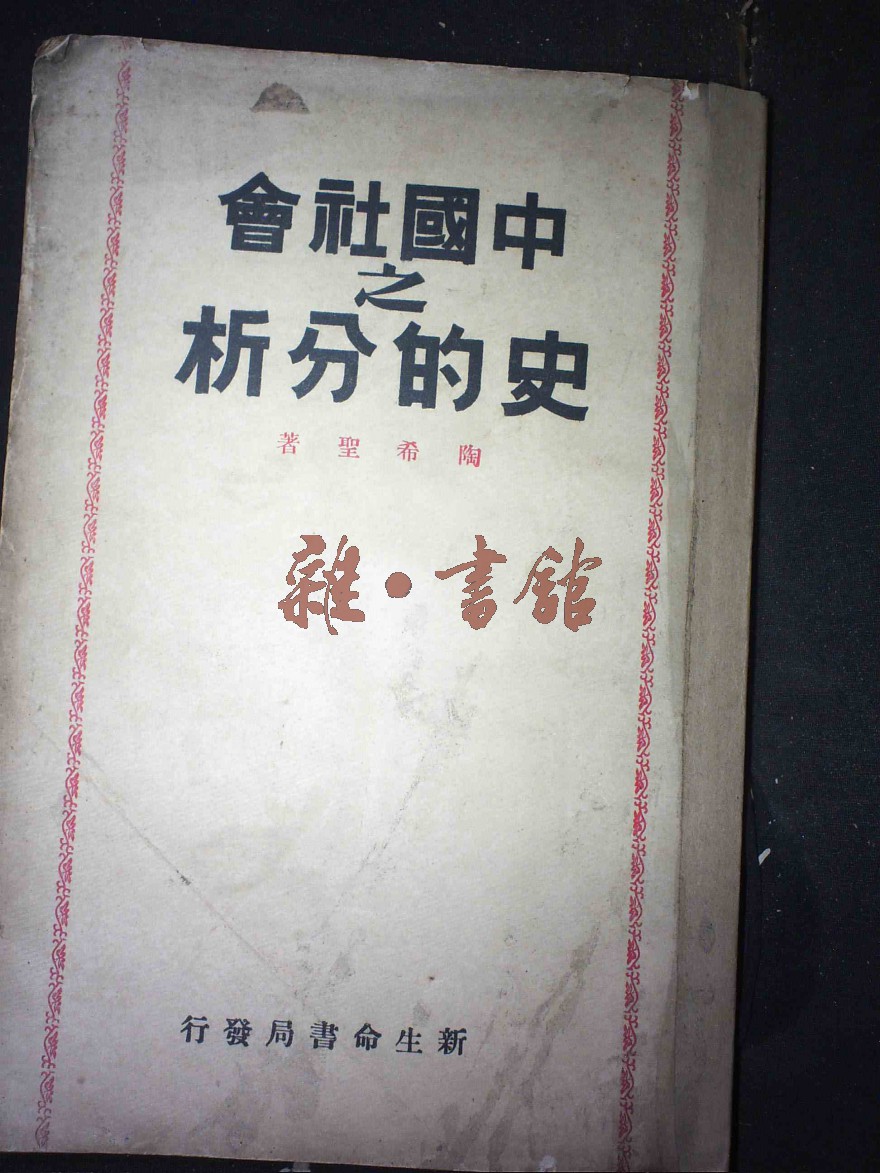 中國社會
之
史的分析
陶希聖著
雜·書館
新生命書局發行